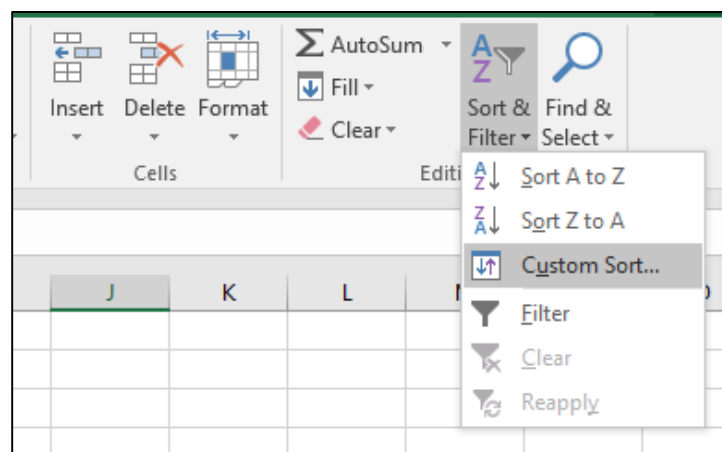 AutoSum
Fill
Clear
Insert Delete Format
Sort & Filter
Find & Select
Cells
Sort A to Z
Sort Z to A
Custom Sort...
Filter
Clear
Reapply
J K L